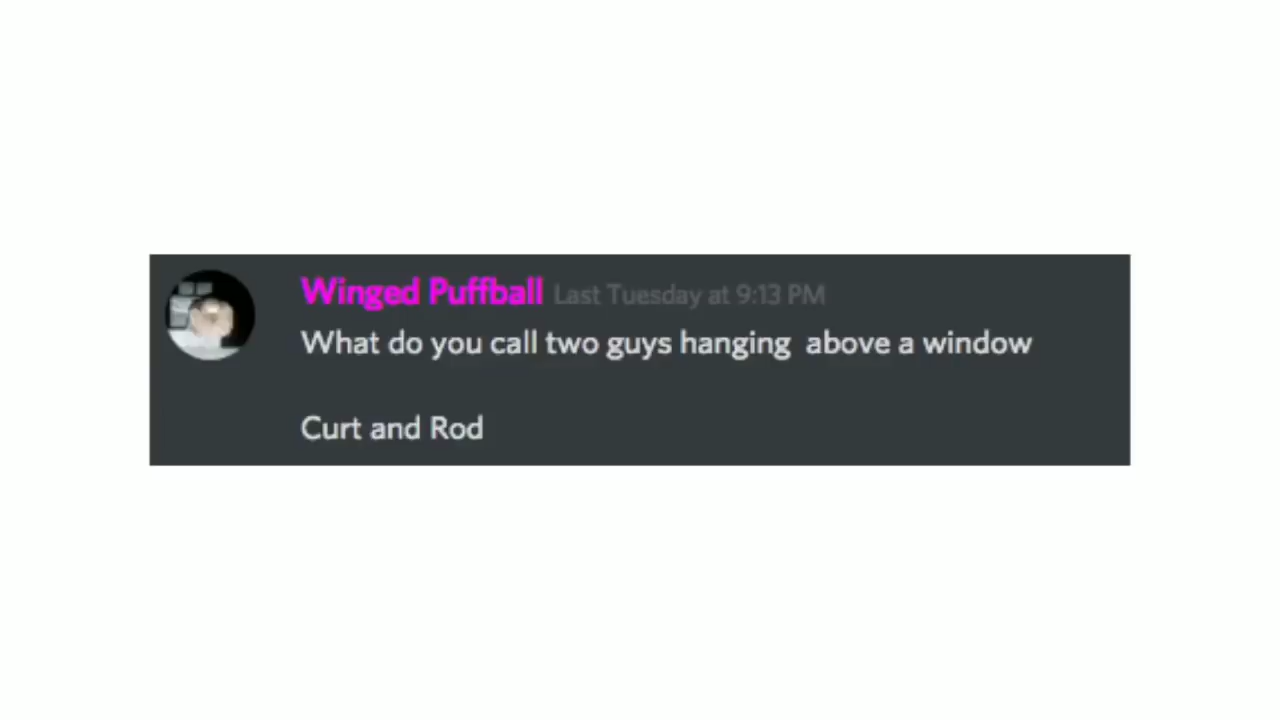 Winged Puffball Last Tuesday at 9:13 PM
What do you call two guys hanging  above a window
Curt and Rod